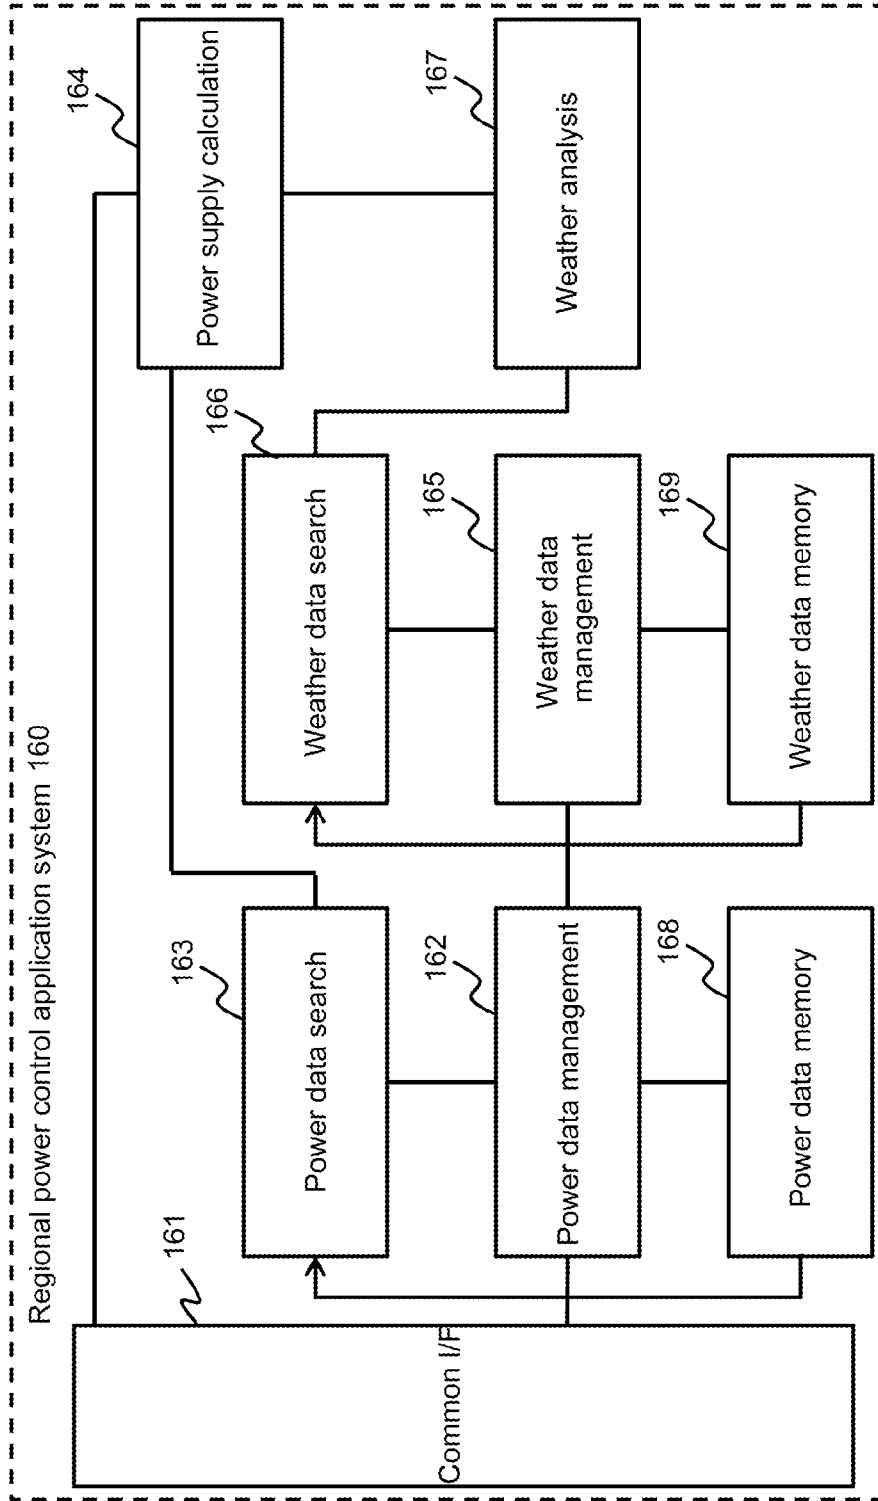 Regional power control application system 160
161
Common I/F
163
Power data search
162
Power data management
168
Power data memory
166
Weather data search
165
Weather data
management
169
Weather data memory
164
Power supply calculation
167
Weather analysis